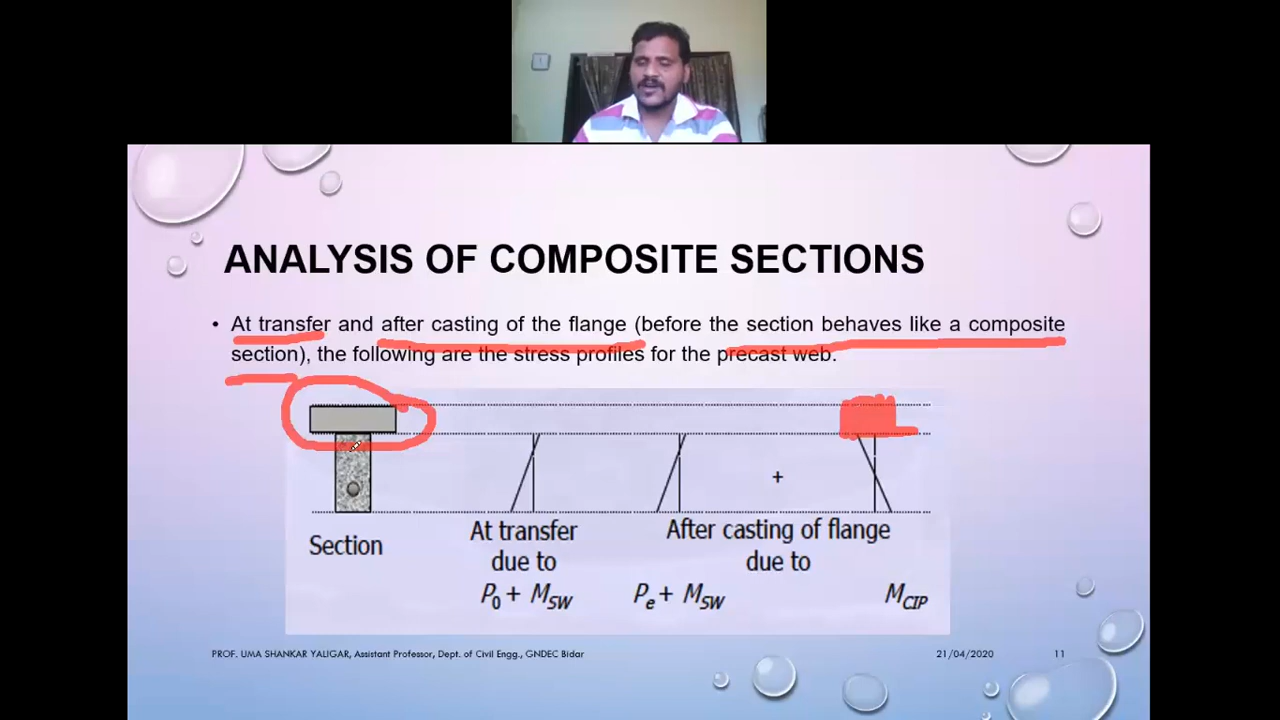 ANALYSIS OF COMPOSITE SECTIONS
• At transfer and after casting of the flange (before the section behaves like a composite
section), the following are the stress profiles for the precast web.
+
Section
At transfer
due to
P0 + MSW
After casting of flange
due to
Pe + MSW
MCIP
PROF. UMA SHANKAR YALIGAR, Assistant Professor, Dept. of Civil Engg., GNDEC Bidar
21/04/2020
11